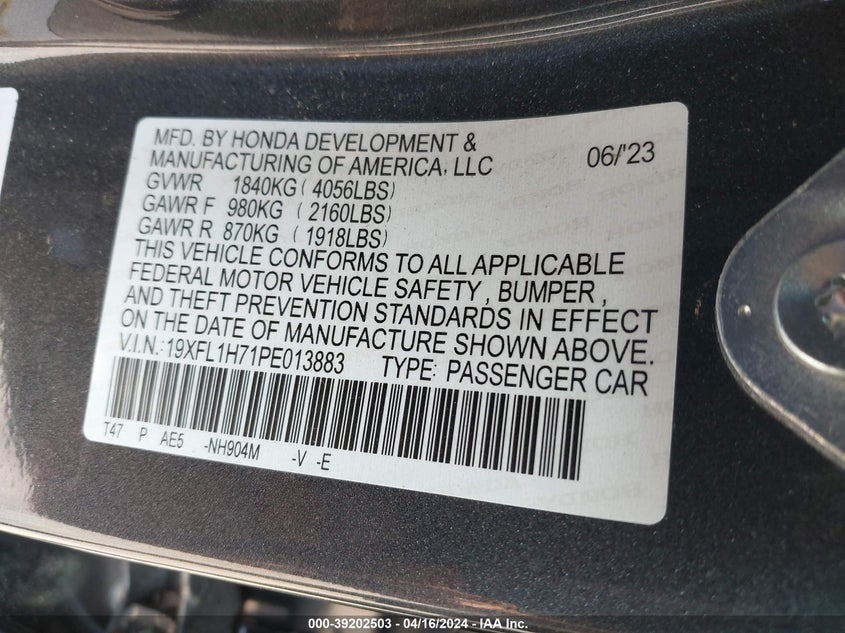 MFD. BY HONDA DEVELOPMENT &
MANUFACTURING OF AMERICA, LLC 06/'23
GVWR 1840KG ( 4056LBS)
GAWR F 980KG ( 2160LBS)
GAWR R 870KG ( 1918LBS)
THIS VEHICLE CONFORMS TO ALL APPLICABLE
FEDERAL MOTOR VEHICLE SAFETY, BUMPER,
AND THEFT PREVENTION STANDARDS IN EFFECT
ON THE DATE OF MANUFACTURE SHOWN ABOVE.
V.I.N.: 19XFL1H71PE013883 TYPE: PASSENGER CAR
T47 P AE5 -NH904M -V -E
000-39202503 - 04/16/2024 - IAA Inc.